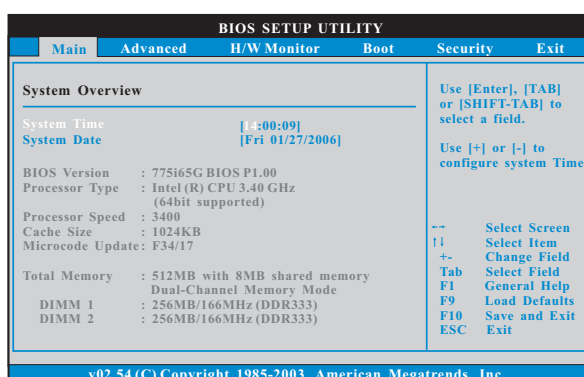 BIOS SETUP UTILITY
Main Advanced H/W Monitor Boot Security Exit
System Overview
System Time [14:00:09]
System Date [Fri 01/27/2006]
BIOS Version : 775i65G BIOS P1.00
Processor Type : Intel (R) CPU 3.40 GHz
(64bit supported)
Processor Speed : 3400
Cache Size : 1024KB
Microcode Update : F34/17
Total Memory : 512MB with 8MB shared memory
Dual-Channel Memory Mode
DIMM 1 : 256MB/166MHz (DDR333)
DIMM 2 : 256MB/166MHz (DDR333)
Use [Enter], [TAB]
or [SHIFT-TAB] to
select a field.
Use [+] or [-] to
configure system Time
←→ Select Screen
↑↓ Select Item
+- Change Field
Tab Select Field
F1 General Help
F9 Load Defaults
F10 Save and Exit
ESC Exit
v02.54 (C) Copyright 1985-2003, American Megatrends, Inc.